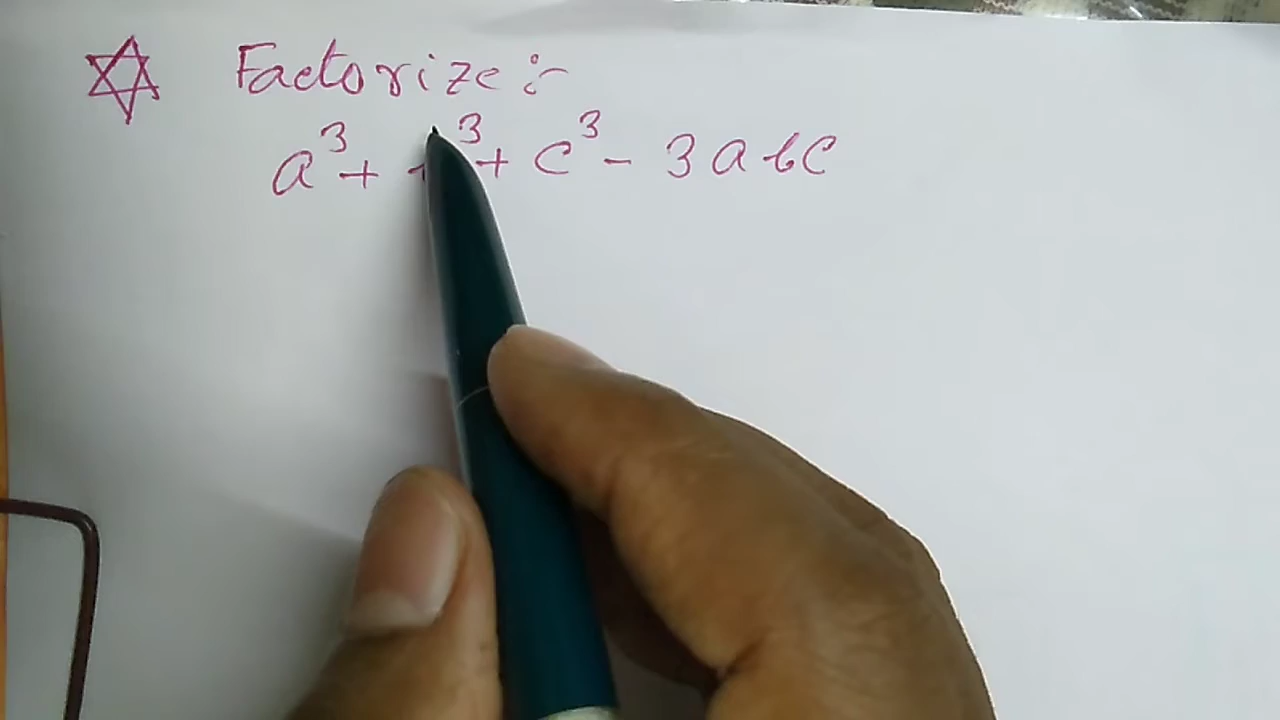 Factorize :-
a³ + ³ + c³ - 3abc